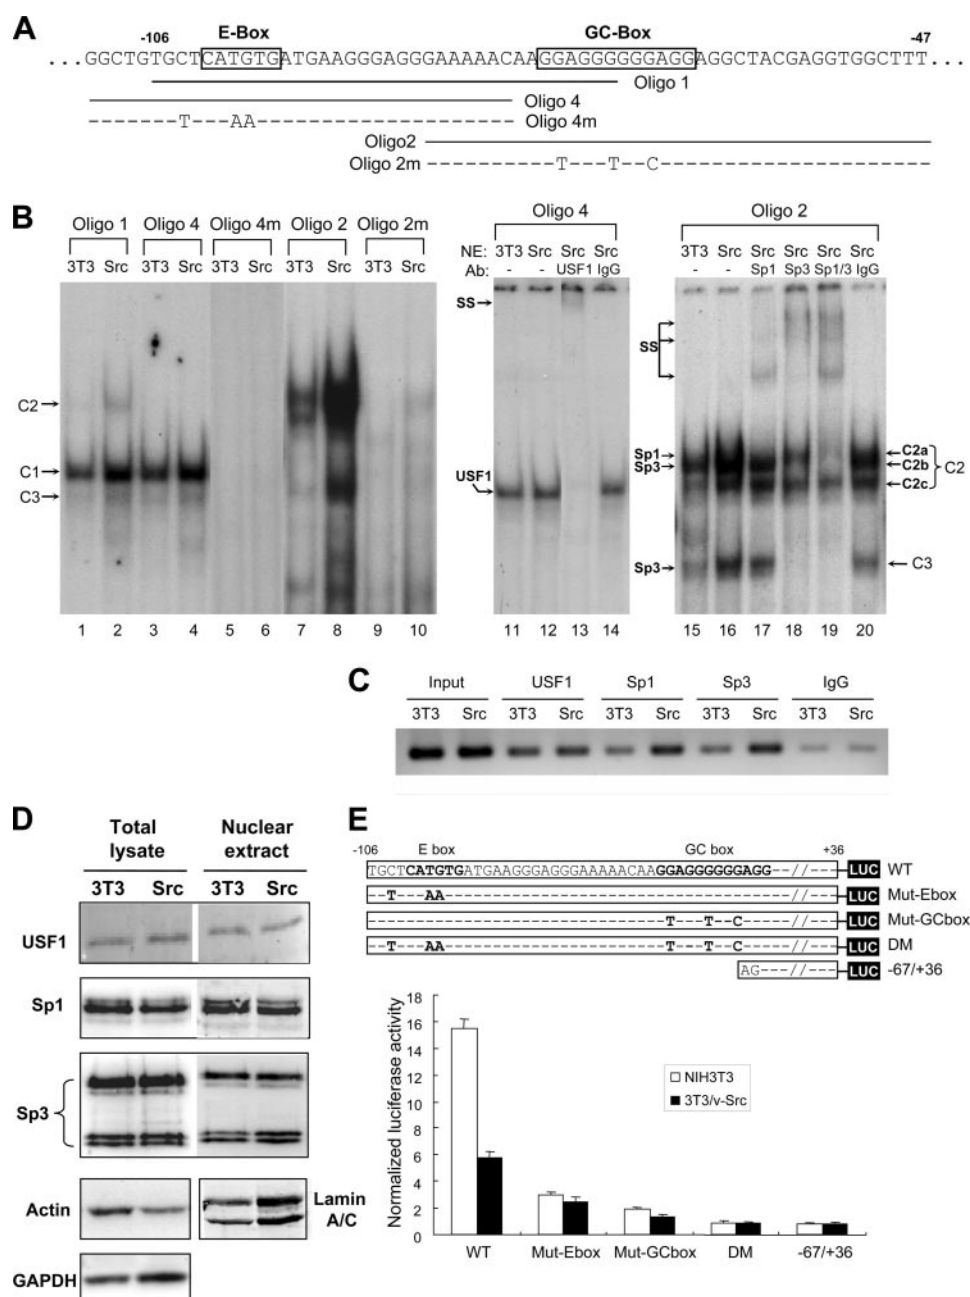 A
-106 E-Box GC-Box -47
...GGCTGTGCTCATGTGATGAAGGGAGGGAAAAACAAGGAGGGGGGAGGAGGCTACGAGGTGGCTTT...
Oligo 1
Oligo 4
T AA Oligo 4m
Oligo2
Oligo 2m T T C
B
Oligo 1 Oligo 4 Oligo 4m Oligo 2 Oligo 2m
3T3 Src 3T3 Src 3T3 Src 3T3 Src 3T3 Src
C2
C1
C3
1 2 3 4 5 6 7 8 9 10
Oligo 4
NE: 3T3 Src Src Src
Ab: - - USF1 IgG
SS
USF1
11 12 13 14
Oligo 2
3T3 Src Src Src Src Src
- - Sp1 Sp3 Sp1/3 IgG
SS
Sp1
Sp3
Sp3
C2a
C2b
C2c
C2
C3
15 16 17 18 19 20
C
Input USF1 Sp1 Sp3 IgG
3T3 Src 3T3 Src 3T3 Src 3T3 Src 3T3 Src
D
Total lysate Nuclear extract
3T3 Src 3T3 Src
USF1
Sp1
Sp3
Actin
Lamin A/C
GAPDH
E
-106 E box GC box +36
TGCTCATGTGATGAAGGGAGGGAAAAACAAGGAGGGGGGAGG-----//---- LUC WT
T AA // LUC Mut-Ebox
T T C // LUC Mut-GCbox
T AA T T C // LUC DM
AG----//---- LUC -67/+36
Normalized luciferase activity
18
16
14
12
10
8
6
4
2
0
NIH3T3
3T3/v-Src
WT Mut-Ebox Mut-GCbox DM -67/+36